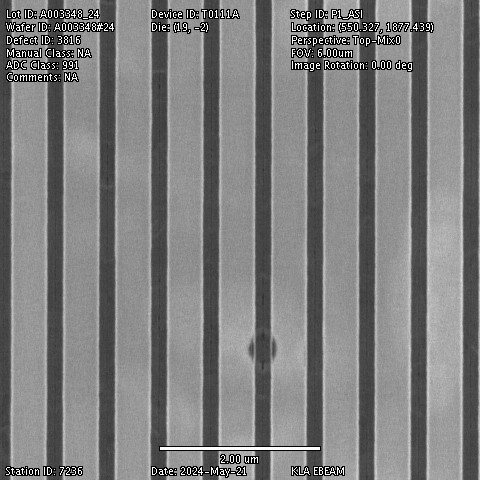 Lot ID: A003348_24
Wafer ID: A003348#24
Defect ID: 3816
Manual Class: NA
ADC Class: 991
Comments: NA
Device ID: T0111A
Die: (19, -2)
Step ID: P1_ASI
Location: (550.327, 1877.439)
Perspective: Top-Mix0
FOV: 6.00um
Image Rotation: 0.00 deg
2.00 um
Station ID: 7236
Date: 2024-May-21
KLA EBEAM